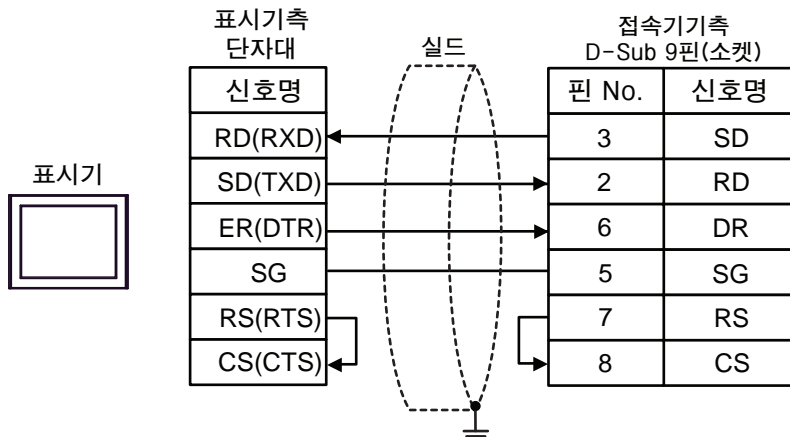 표시기측
단자대
실드
접속기기측
D-Sub 9핀(소켓)
표시기
신호명
핀 No. 신호명
RD(RXD) 3 SD
SD(TXD) 2 RD
ER(DTR) 6 DR
SG 5 SG
RS(RTS) 7 RS
CS(CTS) 8 CS